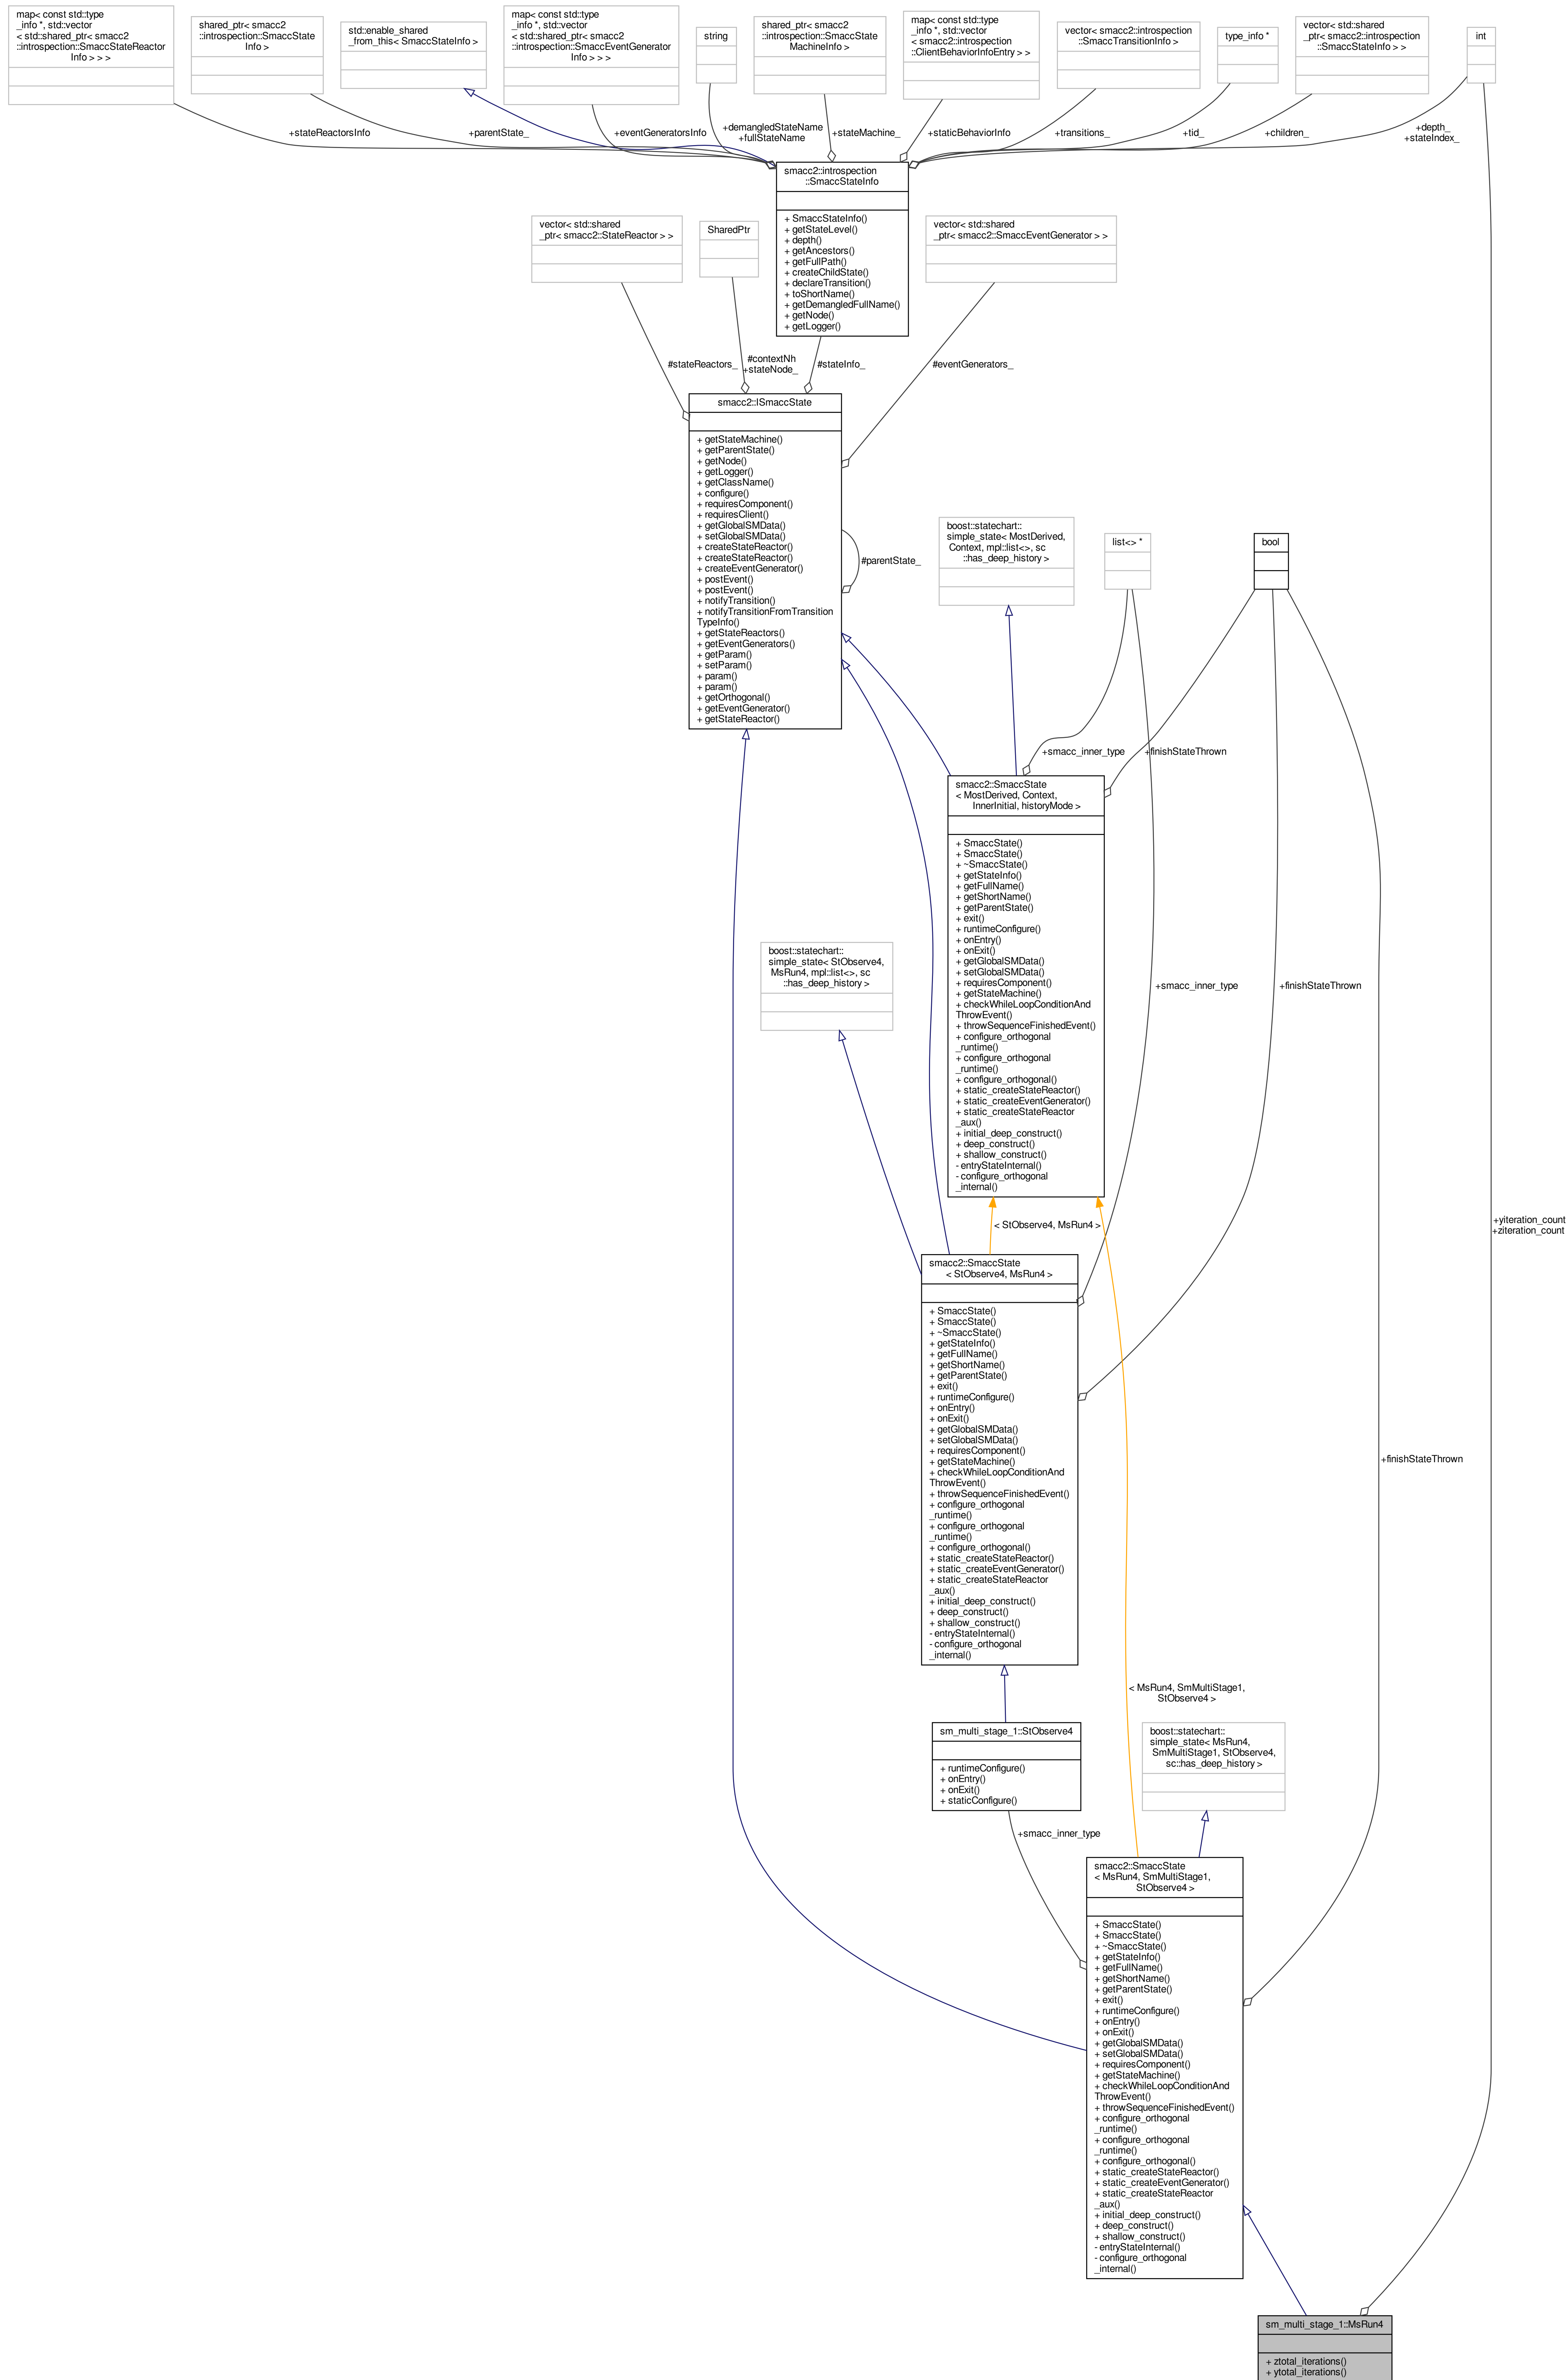 map< const std::type
_info *, std::vector
< std::shared_ptr< smacc2
::introspection::SmaccStateReactor
Info > > >
shared_ptr< smacc2
::introspection::SmaccState
Info >
std::enable_shared
_from_this< SmaccStateInfo >
map< const std::type
_info *, std::vector
< std::shared_ptr< smacc2
::introspection::SmaccEventGenerator
Info > > >
string
shared_ptr< smacc2
::introspection::SmaccState
MachineInfo >
map< const std::type
_info *, std::vector
< smacc2::introspection
::ClientBehaviorInfoEntry > >
vector< smacc2::introspection
::SmaccTransitionInfo >
type_info *
vector< std::shared
_ptr< smacc2::introspection
::SmaccStateInfo > >
int
+stateReactorsInfo
+parentState_
+eventGeneratorsInfo
+demangledStateName
+fullStateName
+stateMachine_
+staticBehaviorInfo
+transitions_
+tid_
+children_
+depth_
+stateIndex_
smacc2::introspection
::SmaccStateInfo
+ SmaccStateInfo()
+ getStateLevel()
+ depth()
+ getAncestors()
+ getFullPath()
+ createChildState()
+ declareTransition()
+ toShortName()
+ getDemangledFullName()
+ getNode()
+ getLogger()
vector< std::shared
_ptr< smacc2::StateReactor > >
SharedPtr
vector< std::shared
_ptr< smacc2::SmaccEventGenerator > >
#stateReactors_
#contextNh
+stateNode_
#stateInfo_
#eventGenerators_
smacc2::ISmaccState
+ getStateMachine()
+ getParentState()
+ getNode()
+ getLogger()
+ getClassName()
+ configure()
+ requiresComponent()
+ requiresClient()
+ getGlobalSMData()
+ setGlobalSMData()
+ createStateReactor()
+ createStateReactor()
+ createEventGenerator()
+ postEvent()
+ postEvent()
+ notifyTransition()
+ notifyTransitionFromTransition
TypeInfo()
+ getStateReactors()
+ getEventGenerators()
+ getParam()
+ setParam()
+ param()
+ param()
+ getOrthogonal()
+ getEventGenerator()
+ getStateReactor()
#parentState_
boost::statechart::
simple_state< MostDerived,
Context, mpl::list<>, sc
::has_deep_history >
list<> *
bool
+smacc_inner_type
+finishStateThrown
smacc2::SmaccState
< MostDerived, Context,
InnerInitial, historyMode >
+ SmaccState()
+ SmaccState()
+ ~SmaccState()
+ getStateInfo()
+ getFullName()
+ getShortName()
+ getParentState()
+ exit()
+ runtimeConfigure()
+ onEntry()
+ onExit()
+ getGlobalSMData()
+ setGlobalSMData()
+ requiresComponent()
+ getStateMachine()
+ checkWhileLoopConditionAnd
ThrowEvent()
+ throwSequenceFinishedEvent()
+ configure_orthogonal
_runtime()
+ configure_orthogonal
_runtime()
+ configure_orthogonal()
+ static_createStateReactor()
+ static_createEventGenerator()
+ static_createStateReactor
_aux()
+ initial_deep_construct()
+ deep_construct()
+ shallow_construct()
- entryStateInternal()
- configure_orthogonal
_internal()
boost::statechart::
simple_state< StObserve4,
MsRun4, mpl::list<>, sc
::has_deep_history >
+smacc_inner_type
+finishStateThrown
< StObserve4, MsRun4 >
+yiteration_count
+ziteration_count
smacc2::SmaccState
< StObserve4, MsRun4 >
+ SmaccState()
+ SmaccState()
+ ~SmaccState()
+ getStateInfo()
+ getFullName()
+ getShortName()
+ getParentState()
+ exit()
+ runtimeConfigure()
+ onEntry()
+ onExit()
+ getGlobalSMData()
+ setGlobalSMData()
+ requiresComponent()
+ getStateMachine()
+ checkWhileLoopConditionAnd
ThrowEvent()
+ throwSequenceFinishedEvent()
+ configure_orthogonal
_runtime()
+ configure_orthogonal
_runtime()
+ configure_orthogonal()
+ static_createStateReactor()
+ static_createEventGenerator()
+ static_createStateReactor
_aux()
+ initial_deep_construct()
+ deep_construct()
+ shallow_construct()
- entryStateInternal()
- configure_orthogonal
_internal()
+finishStateThrown
< MsRun4, SmMultiStage1,
StObserve4 >
sm_multi_stage_1::StObserve4
+ runtimeConfigure()
+ onEntry()
+ onExit()
+ staticConfigure()
boost::statechart::
simple_state< MsRun4,
SmMultiStage1, StObserve4,
sc::has_deep_history >
+smacc_inner_type
smacc2::SmaccState
< MsRun4, SmMultiStage1,
StObserve4 >
+ SmaccState()
+ SmaccState()
+ ~SmaccState()
+ getStateInfo()
+ getFullName()
+ getShortName()
+ getParentState()
+ exit()
+ runtimeConfigure()
+ onEntry()
+ onExit()
+ getGlobalSMData()
+ setGlobalSMData()
+ requiresComponent()
+ getStateMachine()
+ checkWhileLoopConditionAnd
ThrowEvent()
+ throwSequenceFinishedEvent()
+ configure_orthogonal
_runtime()
+ configure_orthogonal
_runtime()
+ configure_orthogonal()
+ static_createStateReactor()
+ static_createEventGenerator()
+ static_createStateReactor
_aux()
+ initial_deep_construct()
+ deep_construct()
+ shallow_construct()
- entryStateInternal()
- configure_orthogonal
_internal()
sm_multi_stage_1::MsRun4
+ ztotal_iterations()
+ ytotal_iterations()